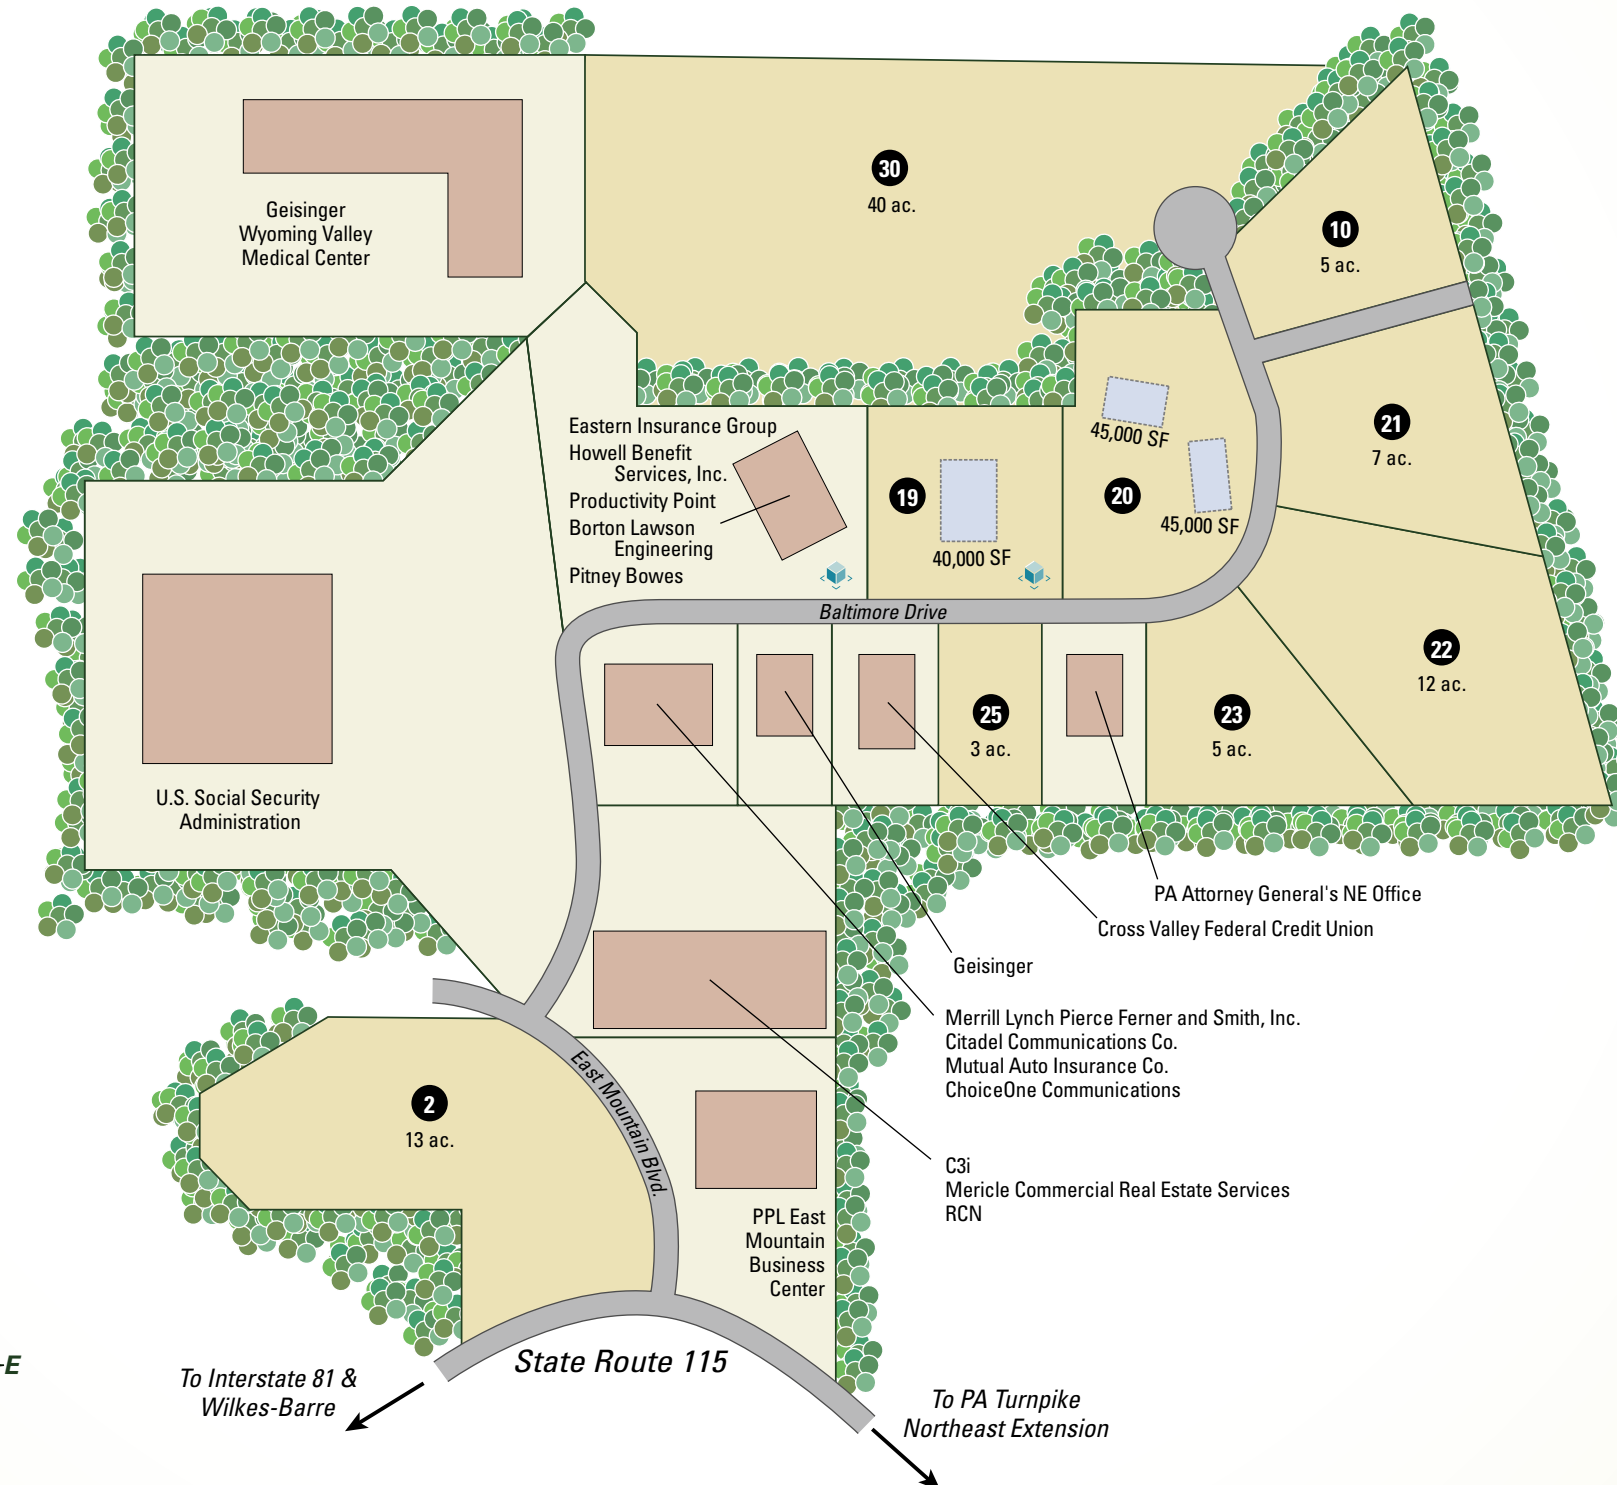 30
40 ac.
10
5 ac.
Geisinger
Wyoming Valley
Medical Center
21
7 ac.
45,000 SF
Eastern Insurance Group
Howell Benefit
Services, Inc.
Productivity Point
Borton Lawson
Engineering
Pitney Bowes
19
40,000 SF
20
45,000 SF
Baltimore Drive
22
12 ac.
25
3 ac.
23
5 ac.
U.S. Social Security
Administration
PA Attorney General's NE Office
Cross Valley Federal Credit Union
Geisinger
Merrill Lynch Pierce Ferner and Smith, Inc.
Citadel Communications Co.
Mutual Auto Insurance Co.
ChoiceOne Communications
East Mountain Blvd.
2
13 ac.
C3i
Mericle Commercial Real Estate Services
RCN
PPL East
Mountain
Business
Center
State Route 115
-E
To Interstate 81 &
Wilkes-Barre
To PA Turnpike
Northeast Extension